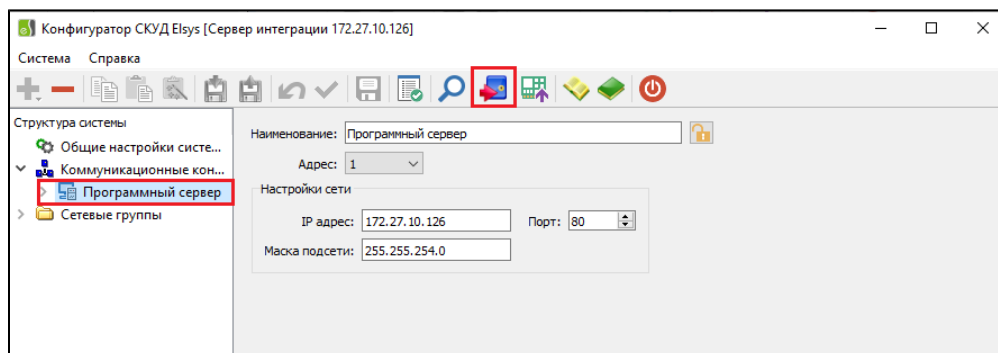 Конфигуратор СКУД Elsys [Сервер интеграции 172.27.10.126]
Система Справка
Структура системы
Общие настройки систе...
Коммуникационные кон...
Программный сервер
Сетевые группы
Наименование: Программный сервер
Адрес: 1
Настройки сети
IP адрес: 172.27.10.126 Порт: 80
Маска подсети: 255.255.254.0